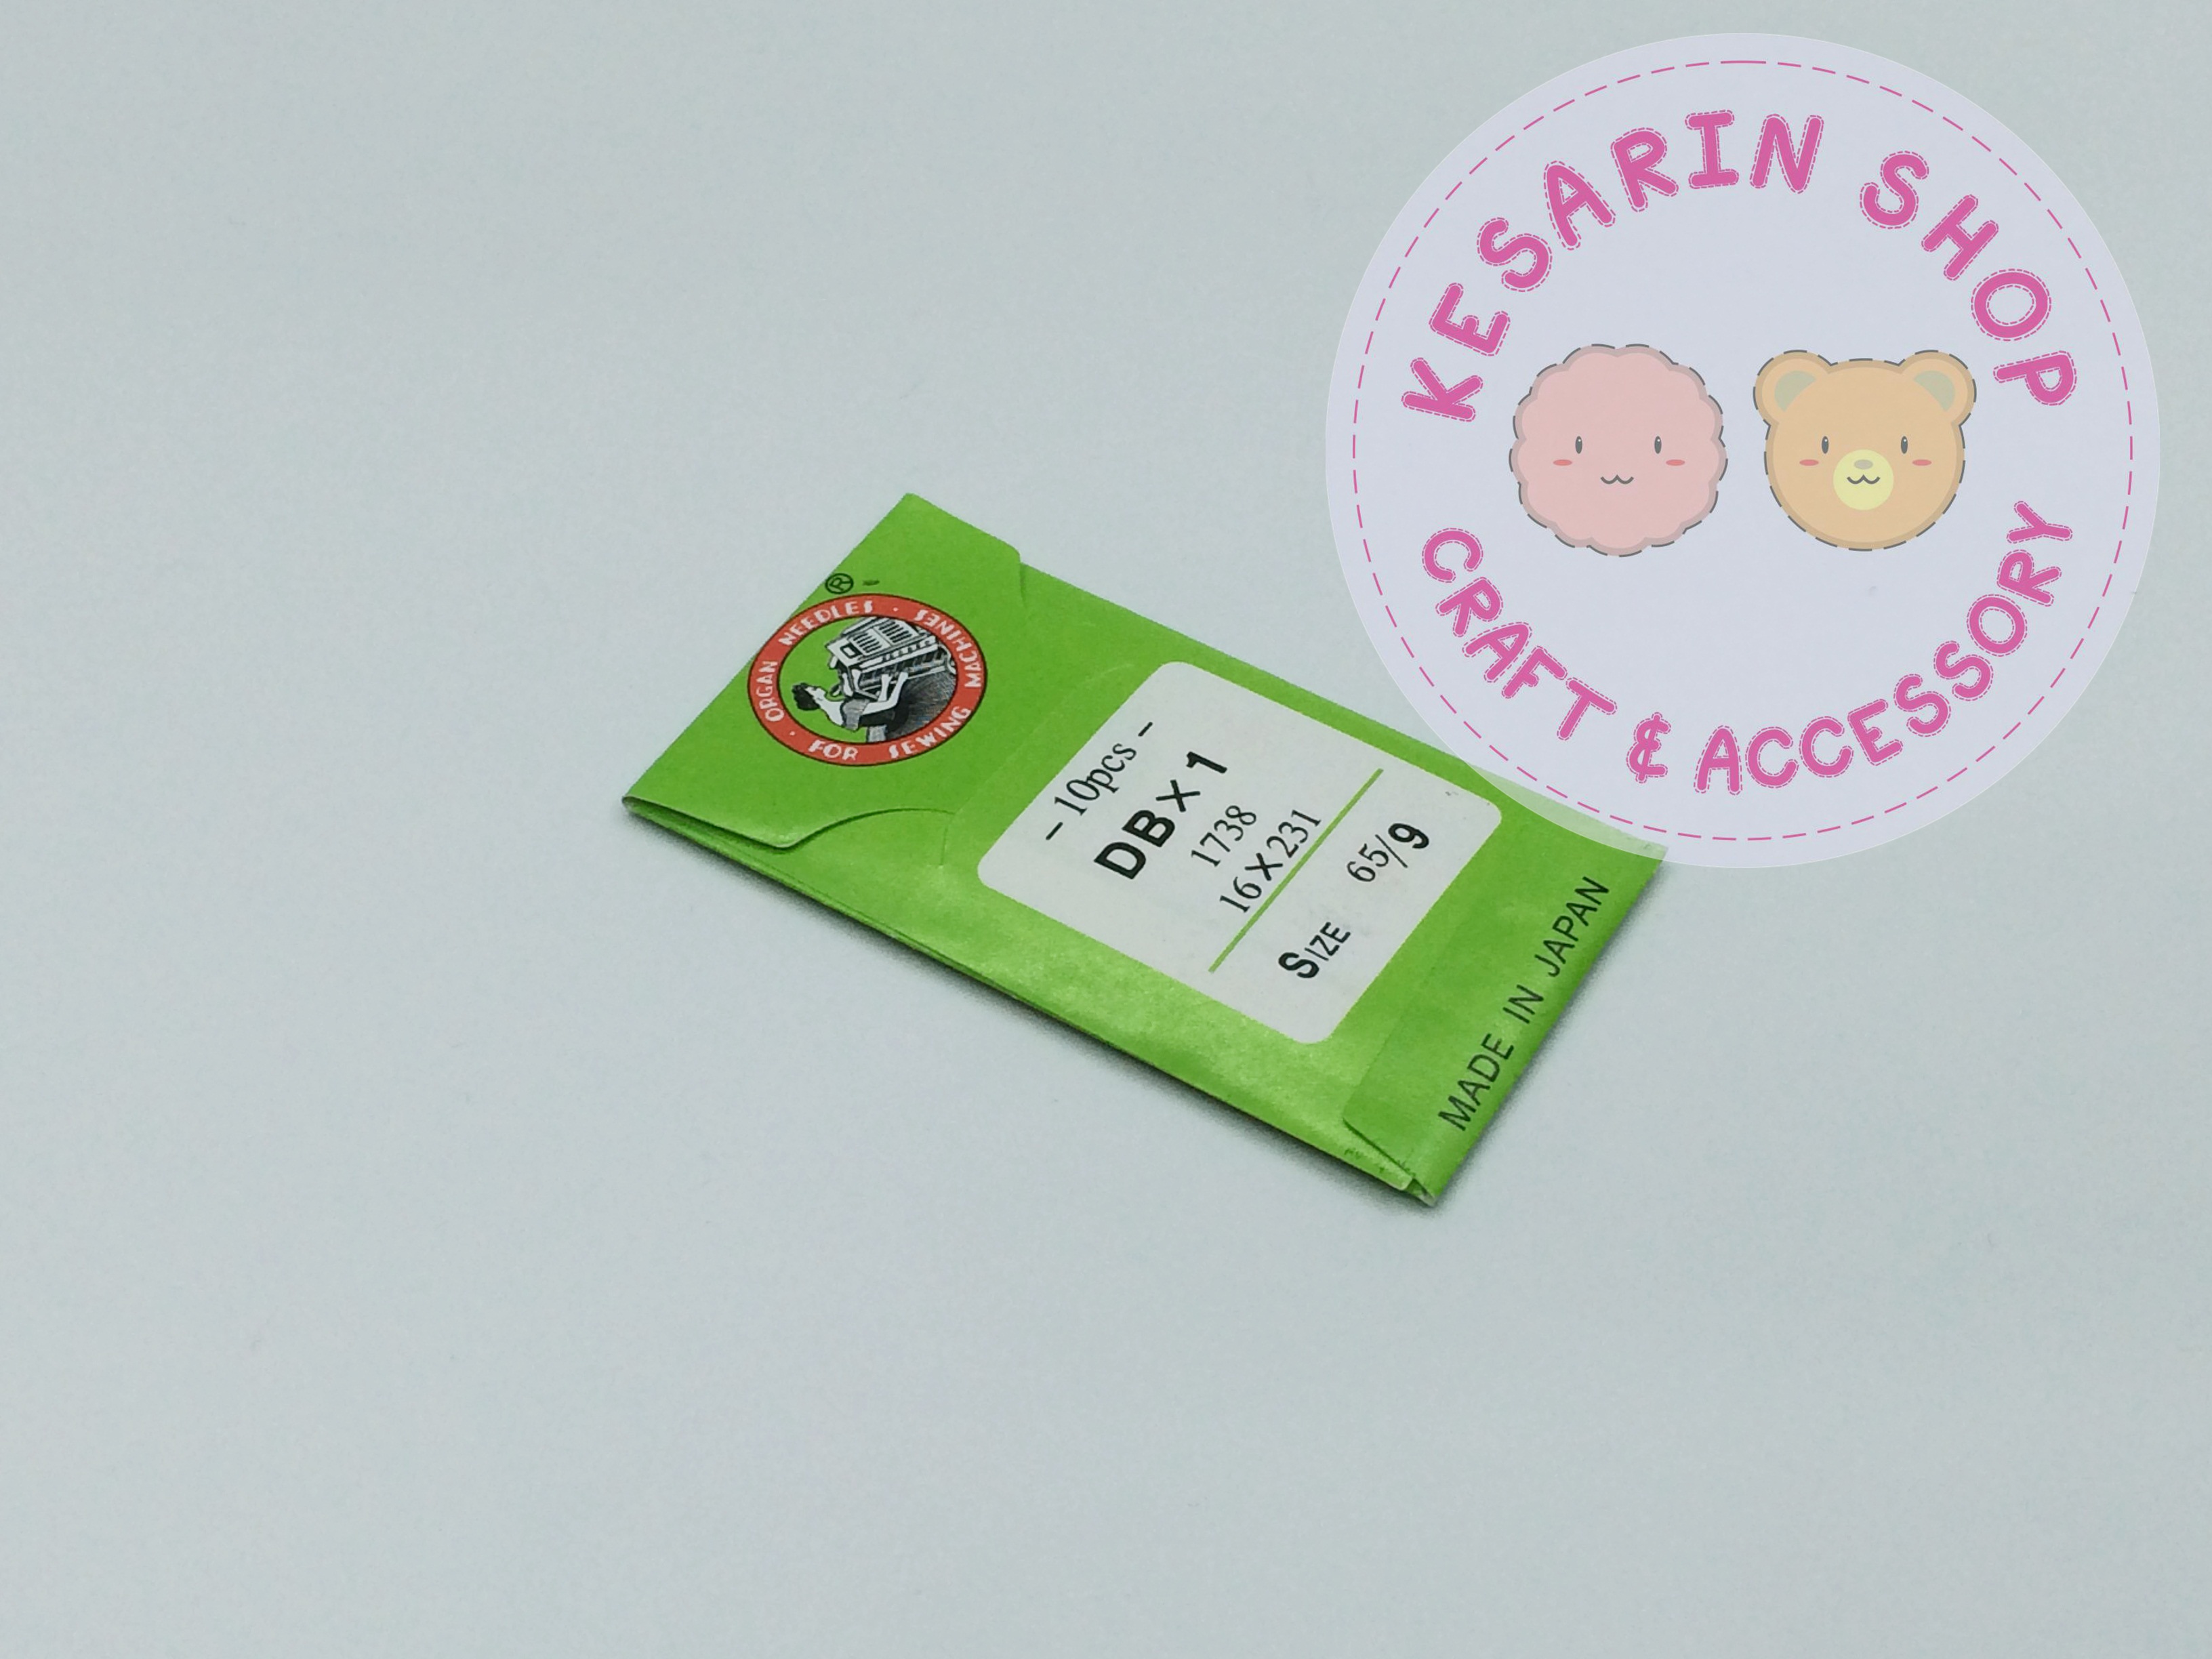 KESARIN SHOP
CRAFT & ACCESSORY
ORGAN NEEDLES · FOR SEWING MACHINES ·
®
- 10pcs -
DB×1
1738
16×231
SIZE 65/9
MADE IN JAPAN